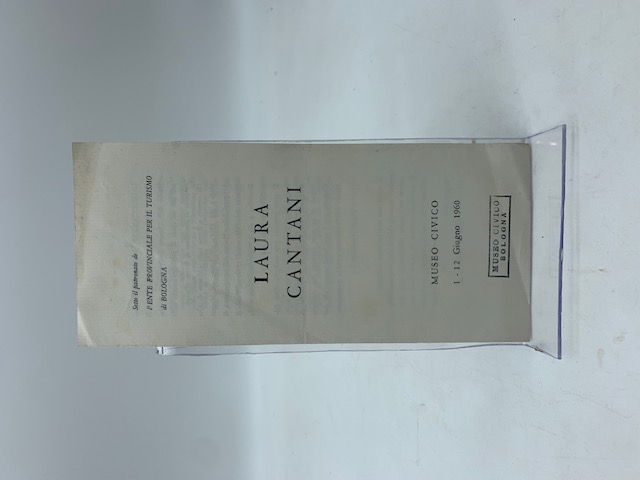 Sotto il patronato de
l'ENTE PROVINCIALE PER IL TURISMO
di BOLOGNA
LAURA
CANTANI
MUSEO CIVICO
1 - 12 Giugno 1960
MUSEO CIVICO
BOLOGNA